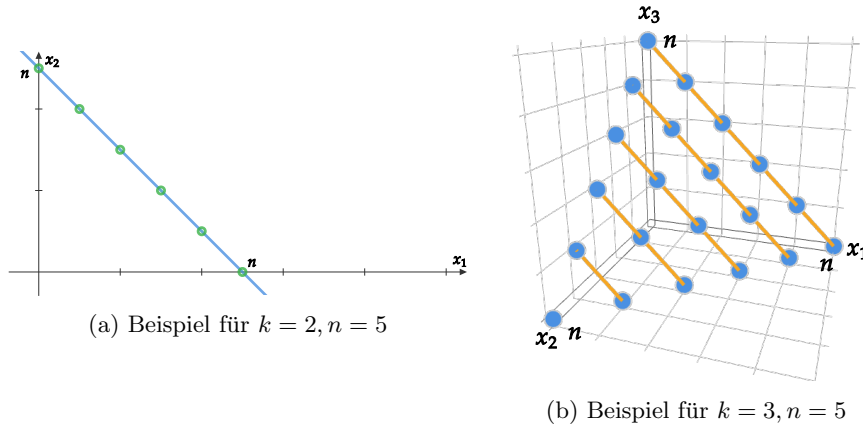 n
x₂
n
x₁
(a) Beispiel für k = 2, n = 5
x₃
n
x₁
n
x₂
n
(b) Beispiel für k = 3, n = 5